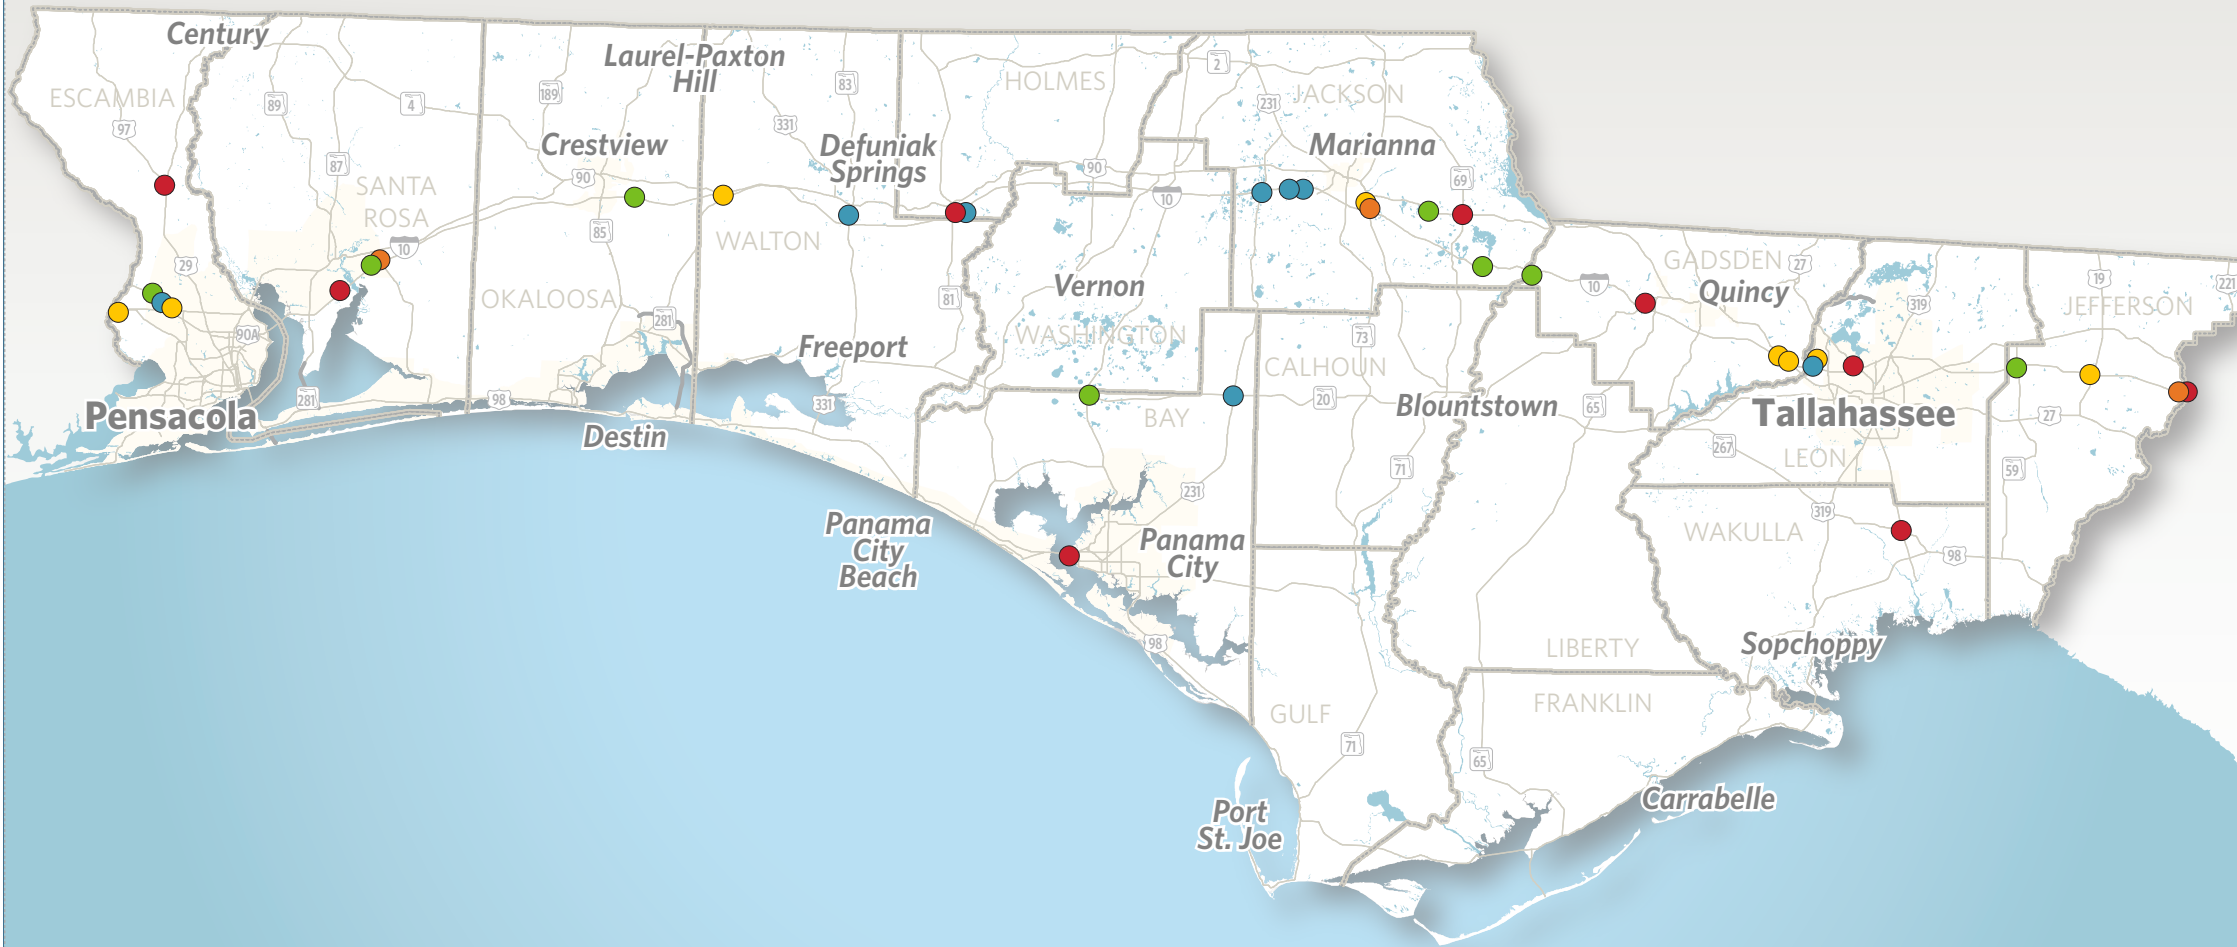 Century
Laurel-Paxton
Hill
HOLMES
2
ESCAMBIA
89
4
189
83
231
JACKSON
97
331
Crestview
Defuniak
Springs
Marianna
87
90
90
69
SANTA
ROSA
10
10
85
WALTON
29
GADSDEN
27
Quincy
19
221
10
Vernon
81
OKALOOSA
281
319
JEFFERSON
90A
WASHINGTON
73
Freeport
CALHOUN
281
98
331
20
Blountstown
65
Pensacola
BAY
Tallahassee
27
Destin
267
LEON
71
59
231
Panama
City
Beach
Panama
City
319
WAKULLA
98
98
LIBERTY
Sopchoppy
GULF
FRANKLIN
71
65
Port
St. Joe
Carrabelle